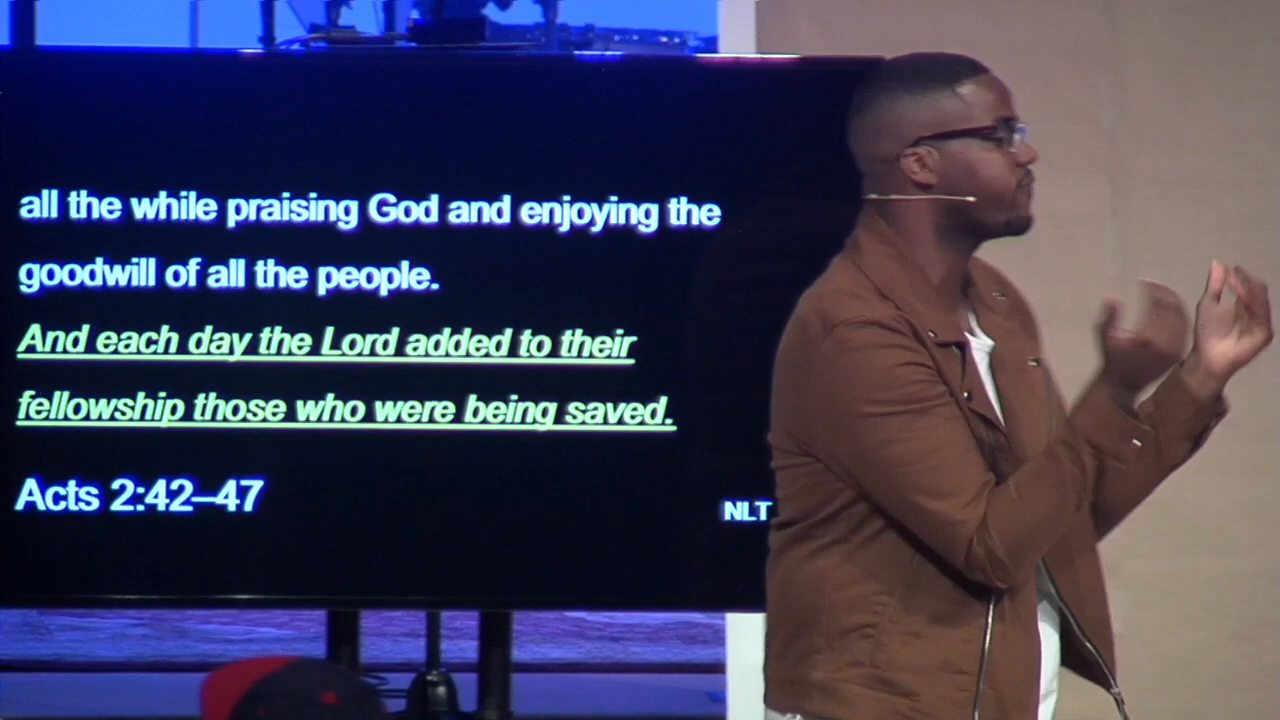 all the while praising God and enjoying the
goodwill of all the people.
And each day the Lord added to their
fellowship those who were being saved.
Acts 2:42–47
NLT